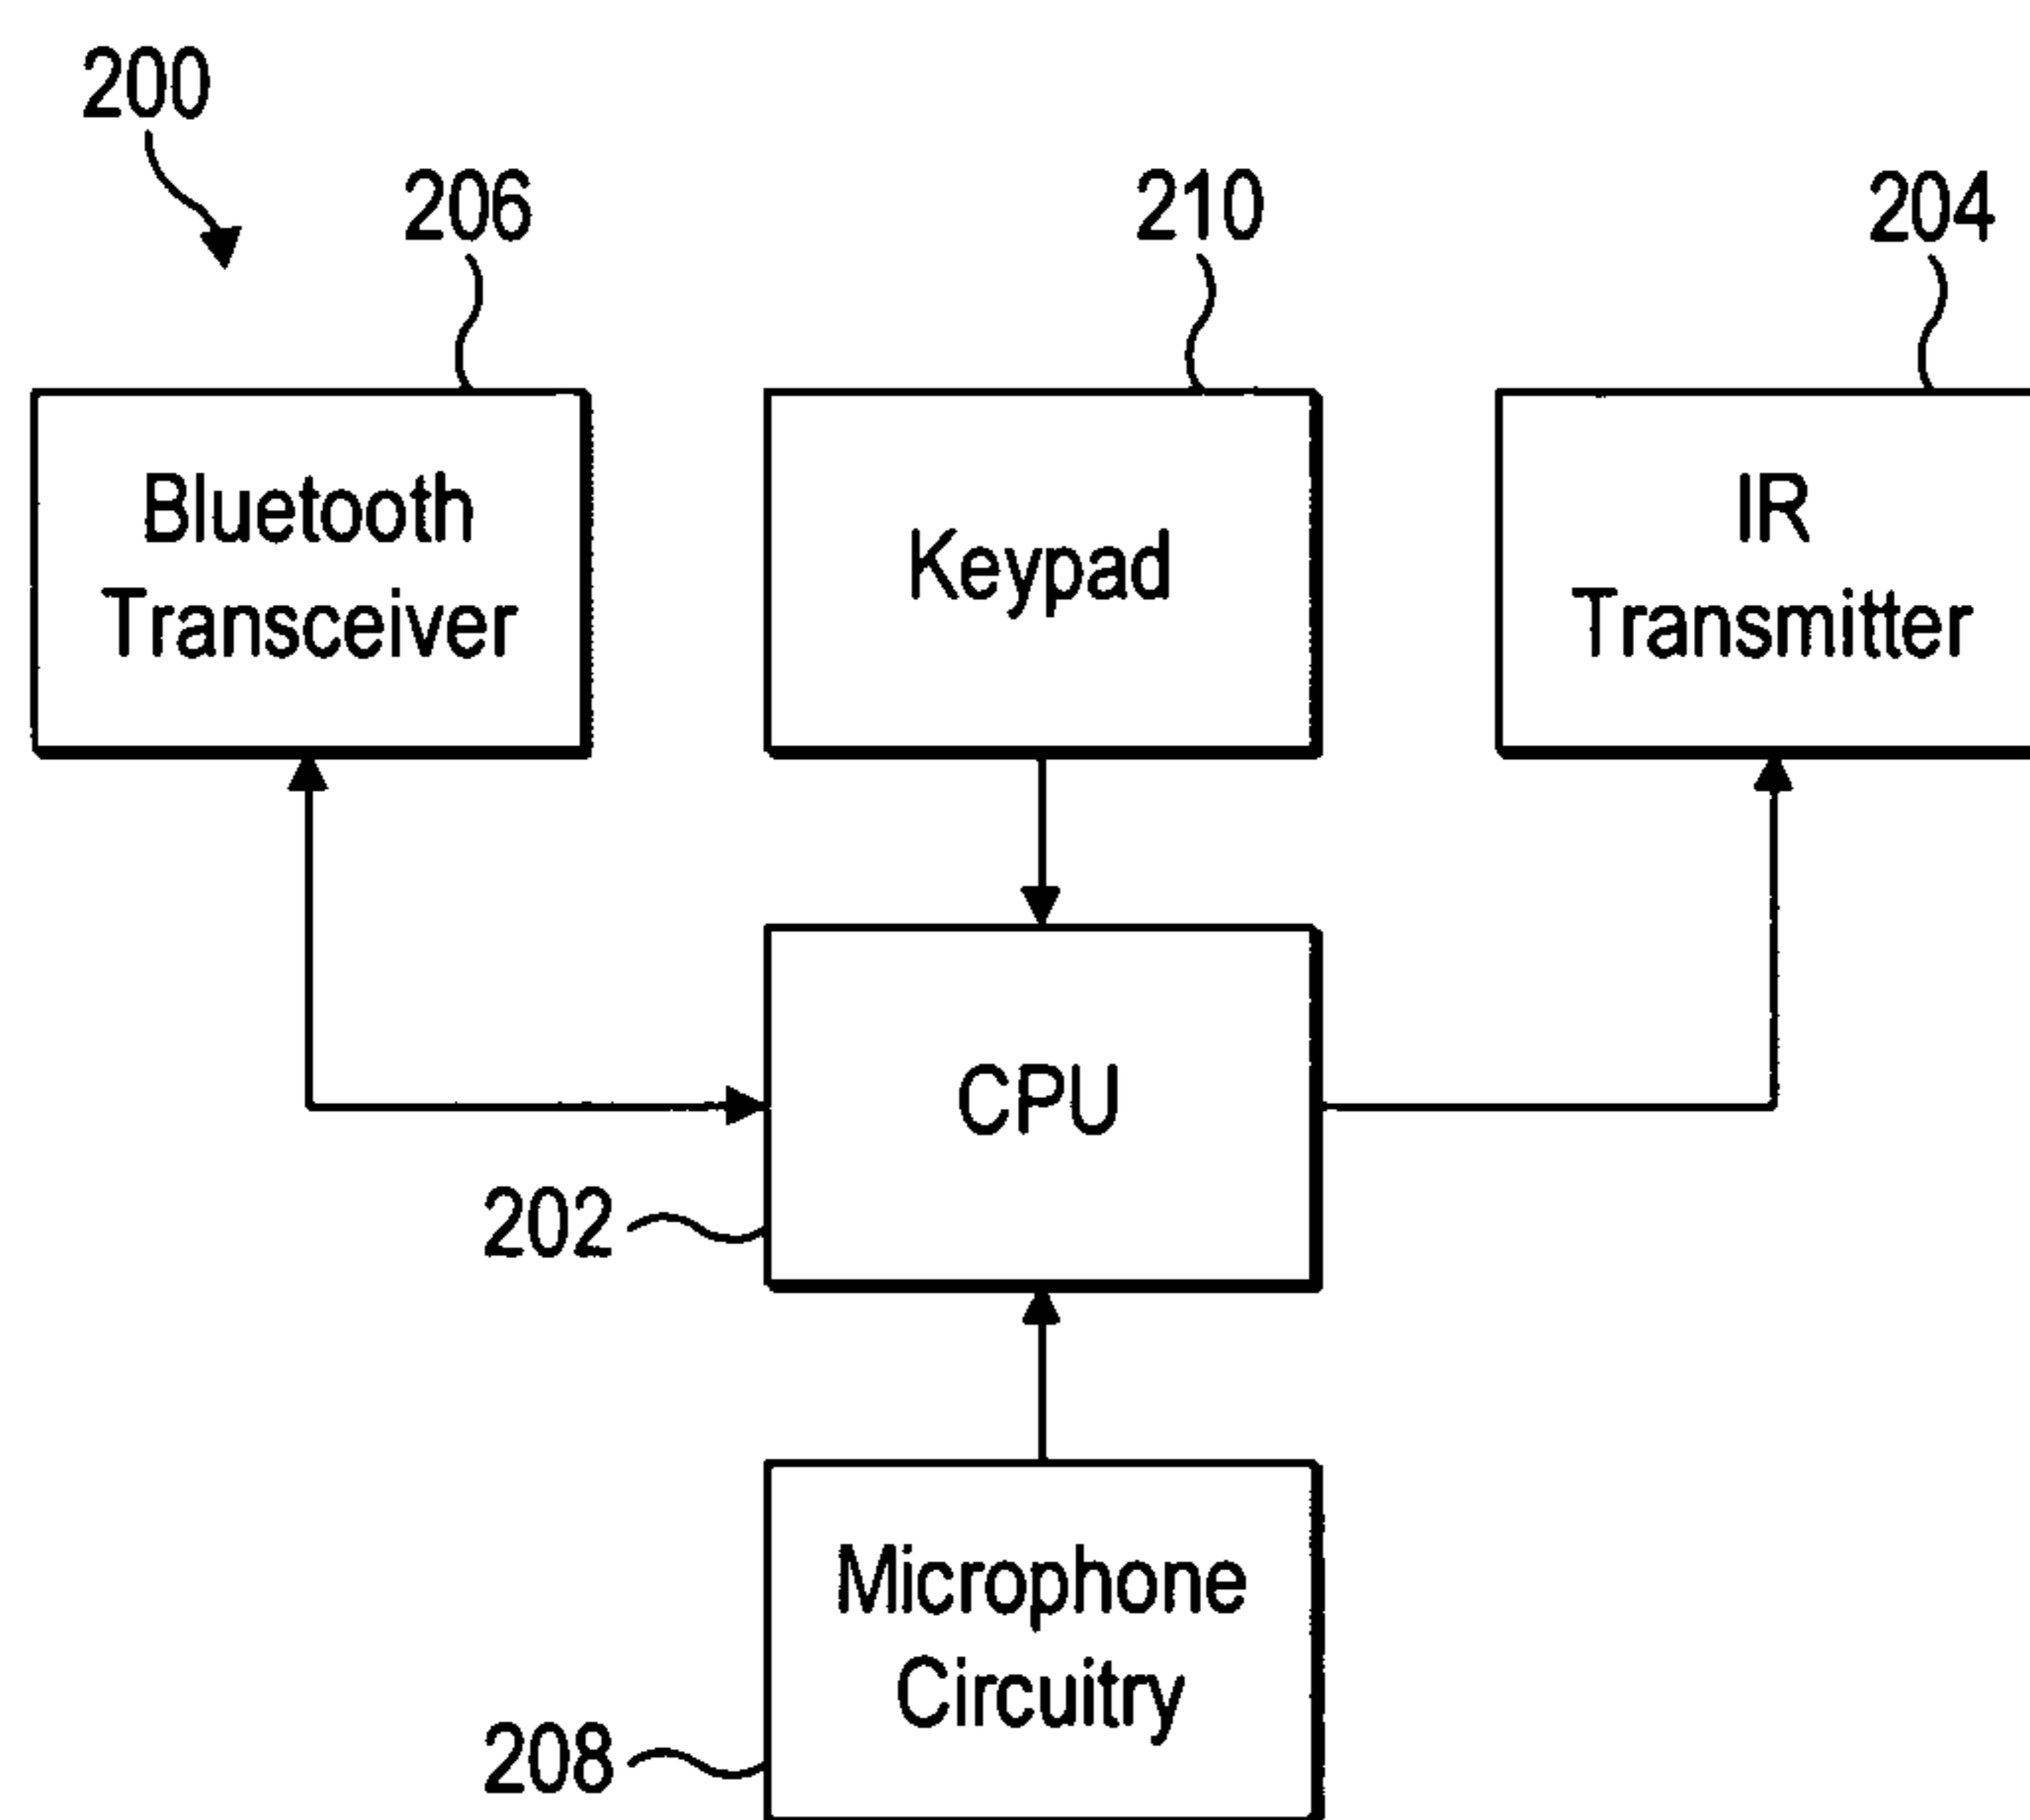 200
206
210
204
Bluetooth
Transceiver
Keypad
IR
Transmitter
CPU
202
Microphone
Circuitry
208